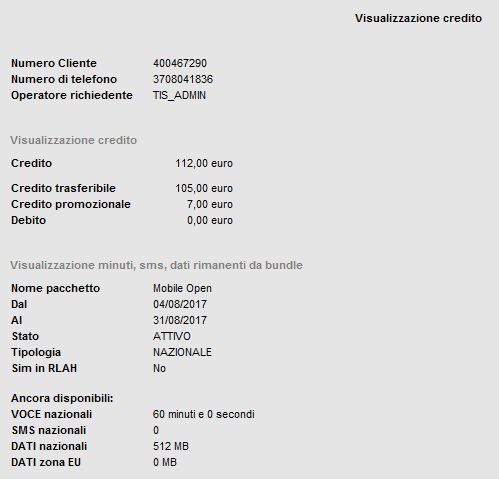 Visualizzazione credito
Numero Cliente 400467290
Numero di telefono 3708041836
Operatore richiedente TIS_ADMIN
Visualizzazione credito
Credito 112,00 euro
Credito trasferibile 105,00 euro
Credito promozionale 7,00 euro
Debito 0,00 euro
Visualizzazione minuti, sms, dati rimanenti da bundle
Nome pacchetto Mobile Open
Dal 04/08/2017
Al 31/08/2017
Stato ATTIVO
Tipologia NAZIONALE
Sim in RLAH No
Ancora disponibili:
VOCE nazionali 60 minuti e 0 secondi
SMS nazionali 0
DATI nazionali 512 MB
DATI zona EU 0 MB